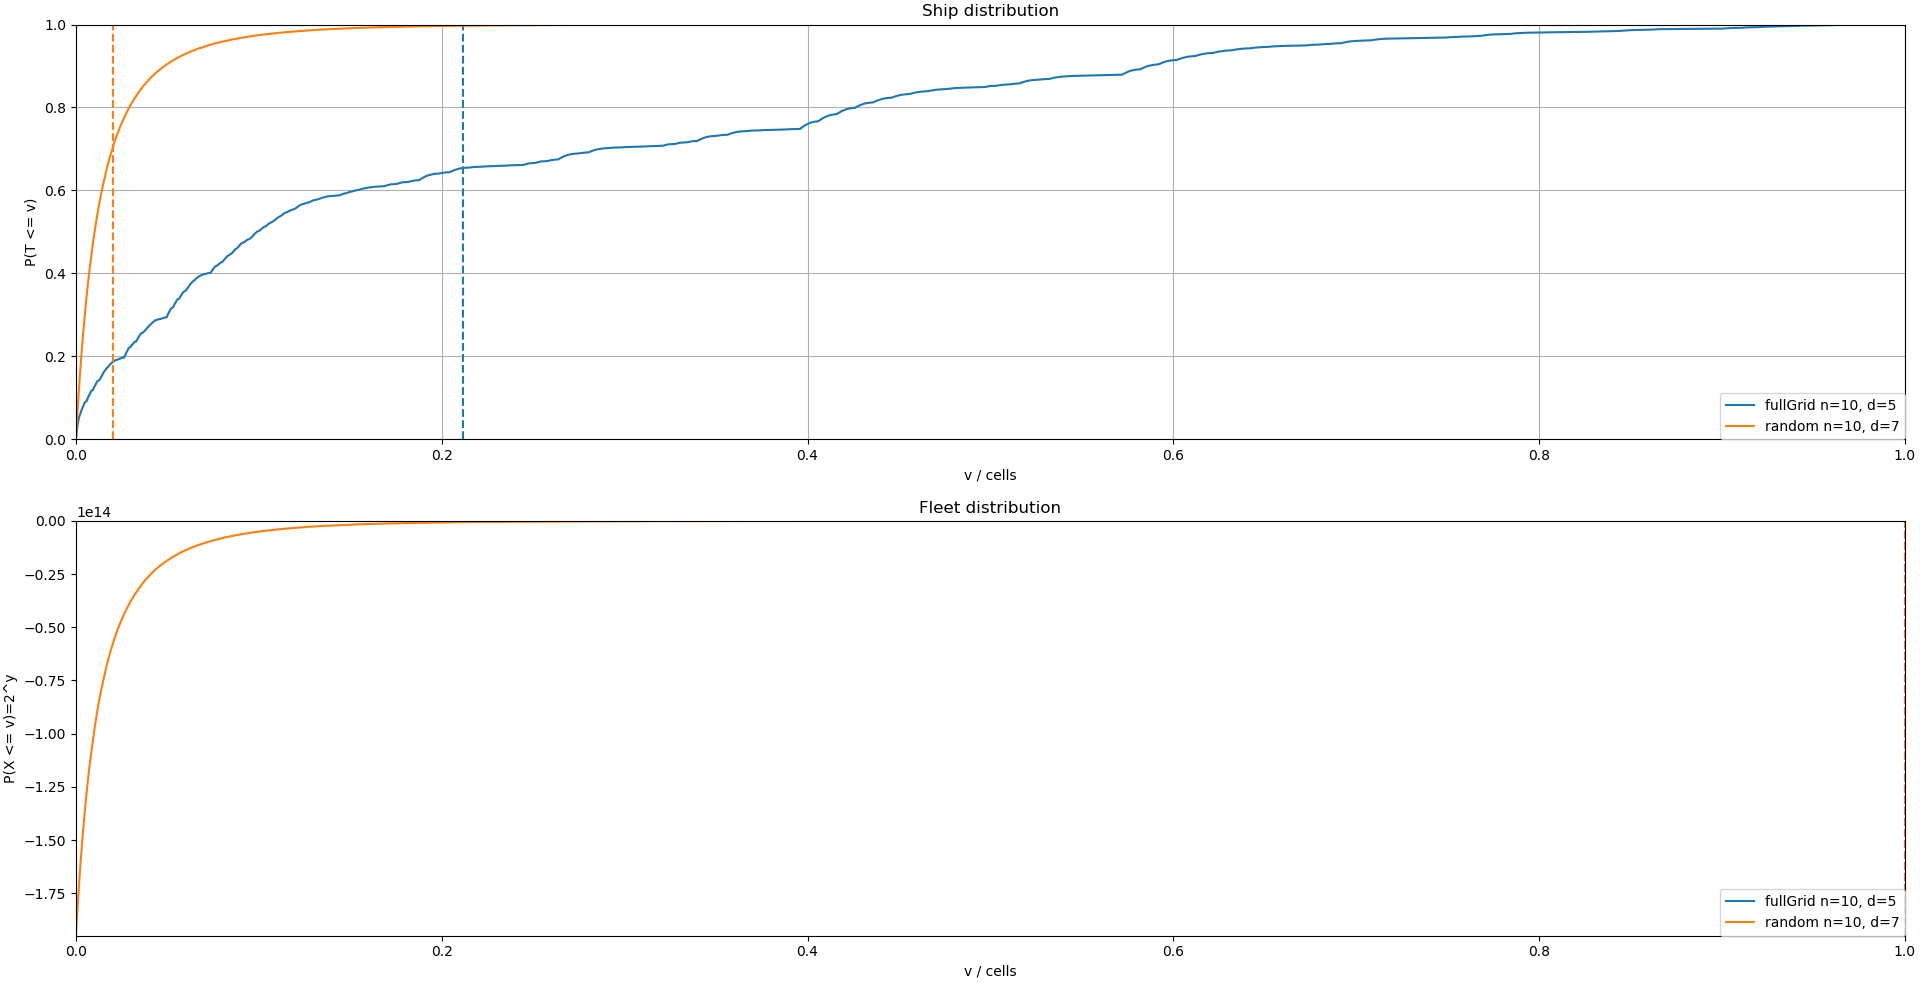 Ship distribution
1.0
0.8
0.6
0.4
0.2
0.0
P(T <= v)
fullGrid n=10, d=5
random n=10, d=7
0.0 0.2 0.4 0.6 0.8 1.0
v / cells
Fleet distribution
1e14
0.00
−0.25
−0.50
−0.75
−1.00
−1.25
−1.50
−1.75
P(X <= v)=2^y
fullGrid n=10, d=5
random n=10, d=7
0.0 0.2 0.4 0.6 0.8 1.0
v / cells